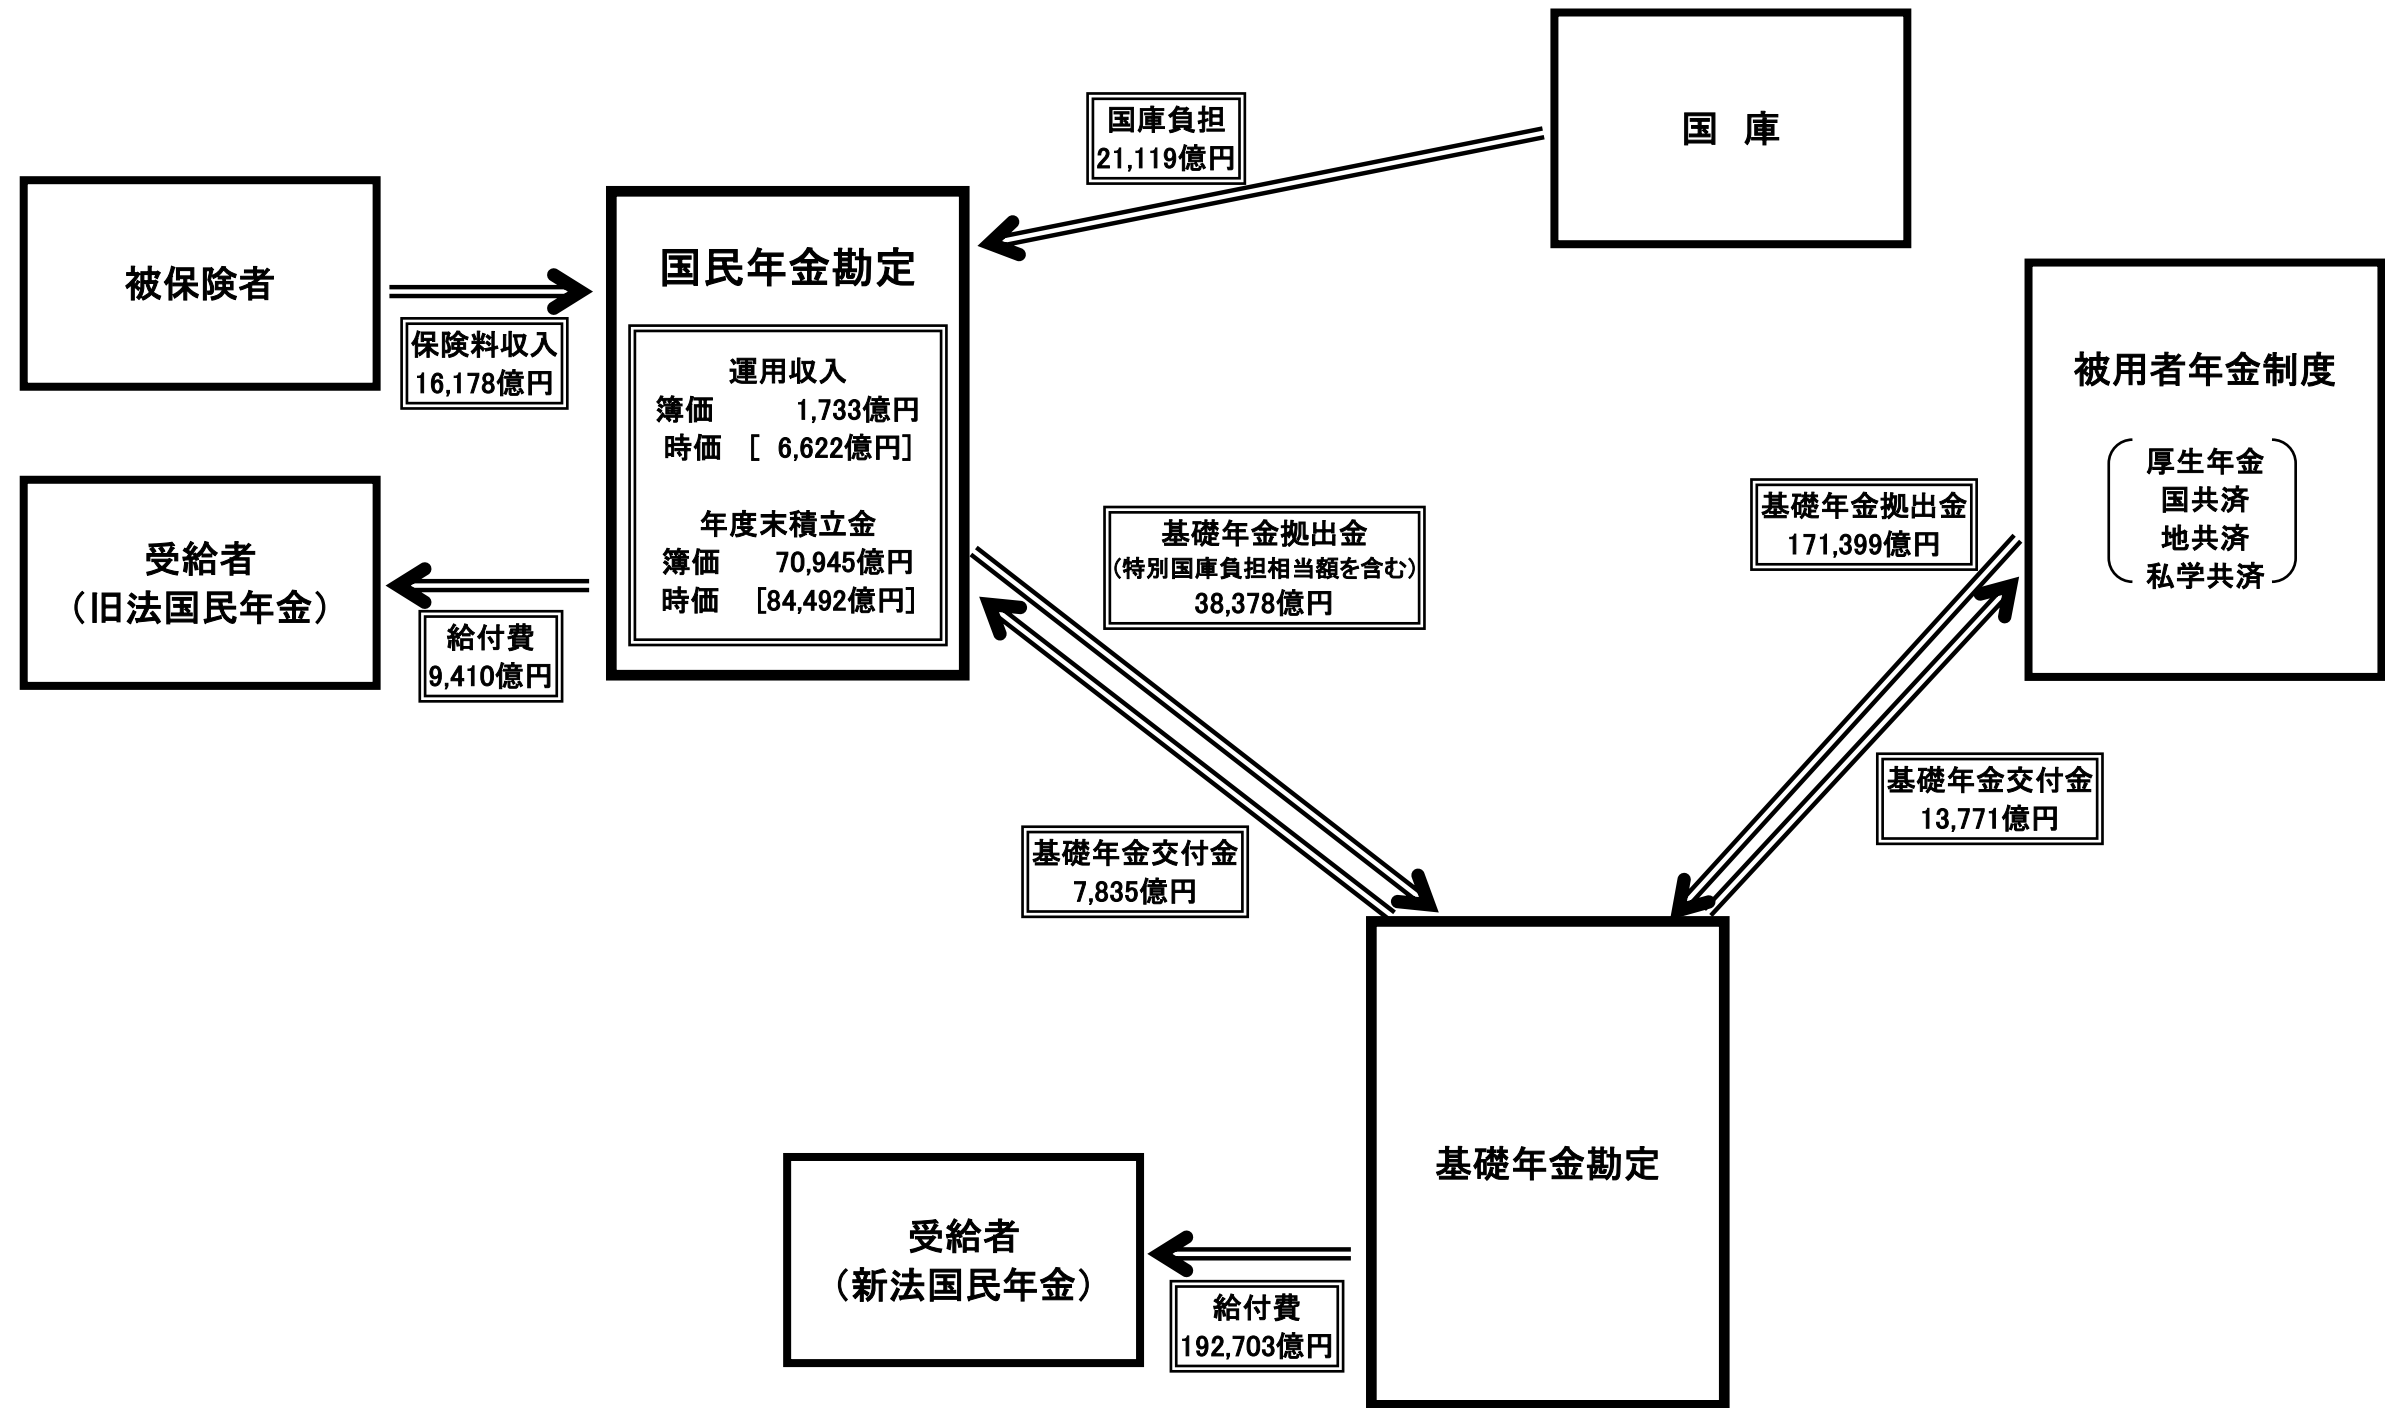 国　庫
国庫負担
21,119億円
被保険者
保険料収入
16,178億円
国民年金勘定
運用収入
簿価　1,733億円
時価 [ 6,622億円]
年度末積立金
簿価　70,945億円
時価 [84,492億円]
被用者年金制度
厚生年金
国共済
地共済
私学共済
受給者
（旧法国民年金）
給付費
9,410億円
基礎年金拠出金
（特別国庫負担相当額を含む）
38,378億円
基礎年金拠出金
171,399億円
基礎年金交付金
7,835億円
基礎年金交付金
13,771億円
基礎年金勘定
受給者
（新法国民年金）
給付費
192,703億円